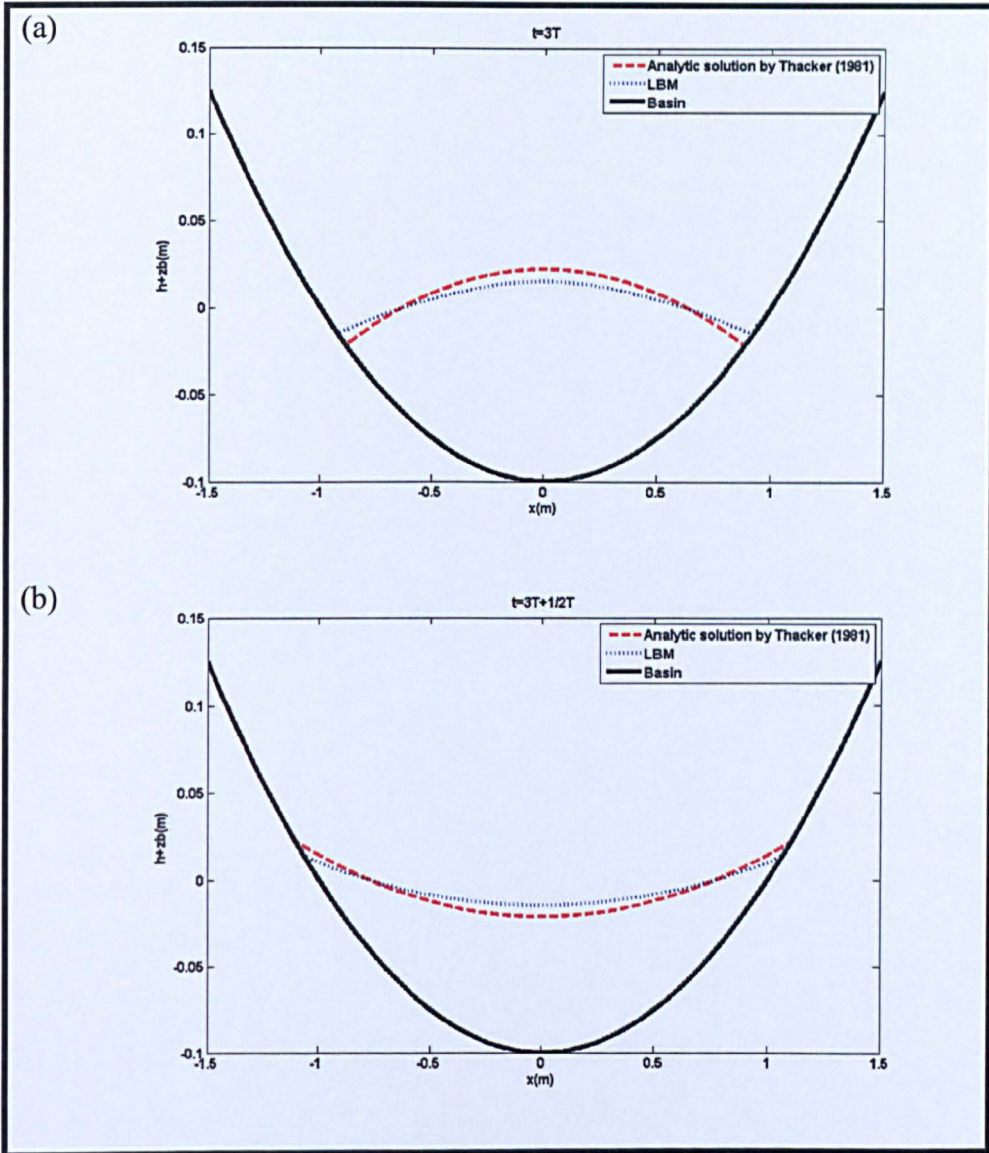 (a)
t=3T
Analytic solution by Thacker (1981)
LBM
Basin
0.15
0.1
0.05
0
-0.05
-0.1
h+zb(m)
-1.5
-1
-0.5
0
0.5
1
1.5
x(m)
(b)
t=3T+1/2T
Analytic solution by Thacker (1981)
LBM
Basin
0.15
0.1
0.05
0
-0.05
-0.1
h+zb(m)
-1.5
-1
-0.5
0
0.5
1
1.5
x(m)